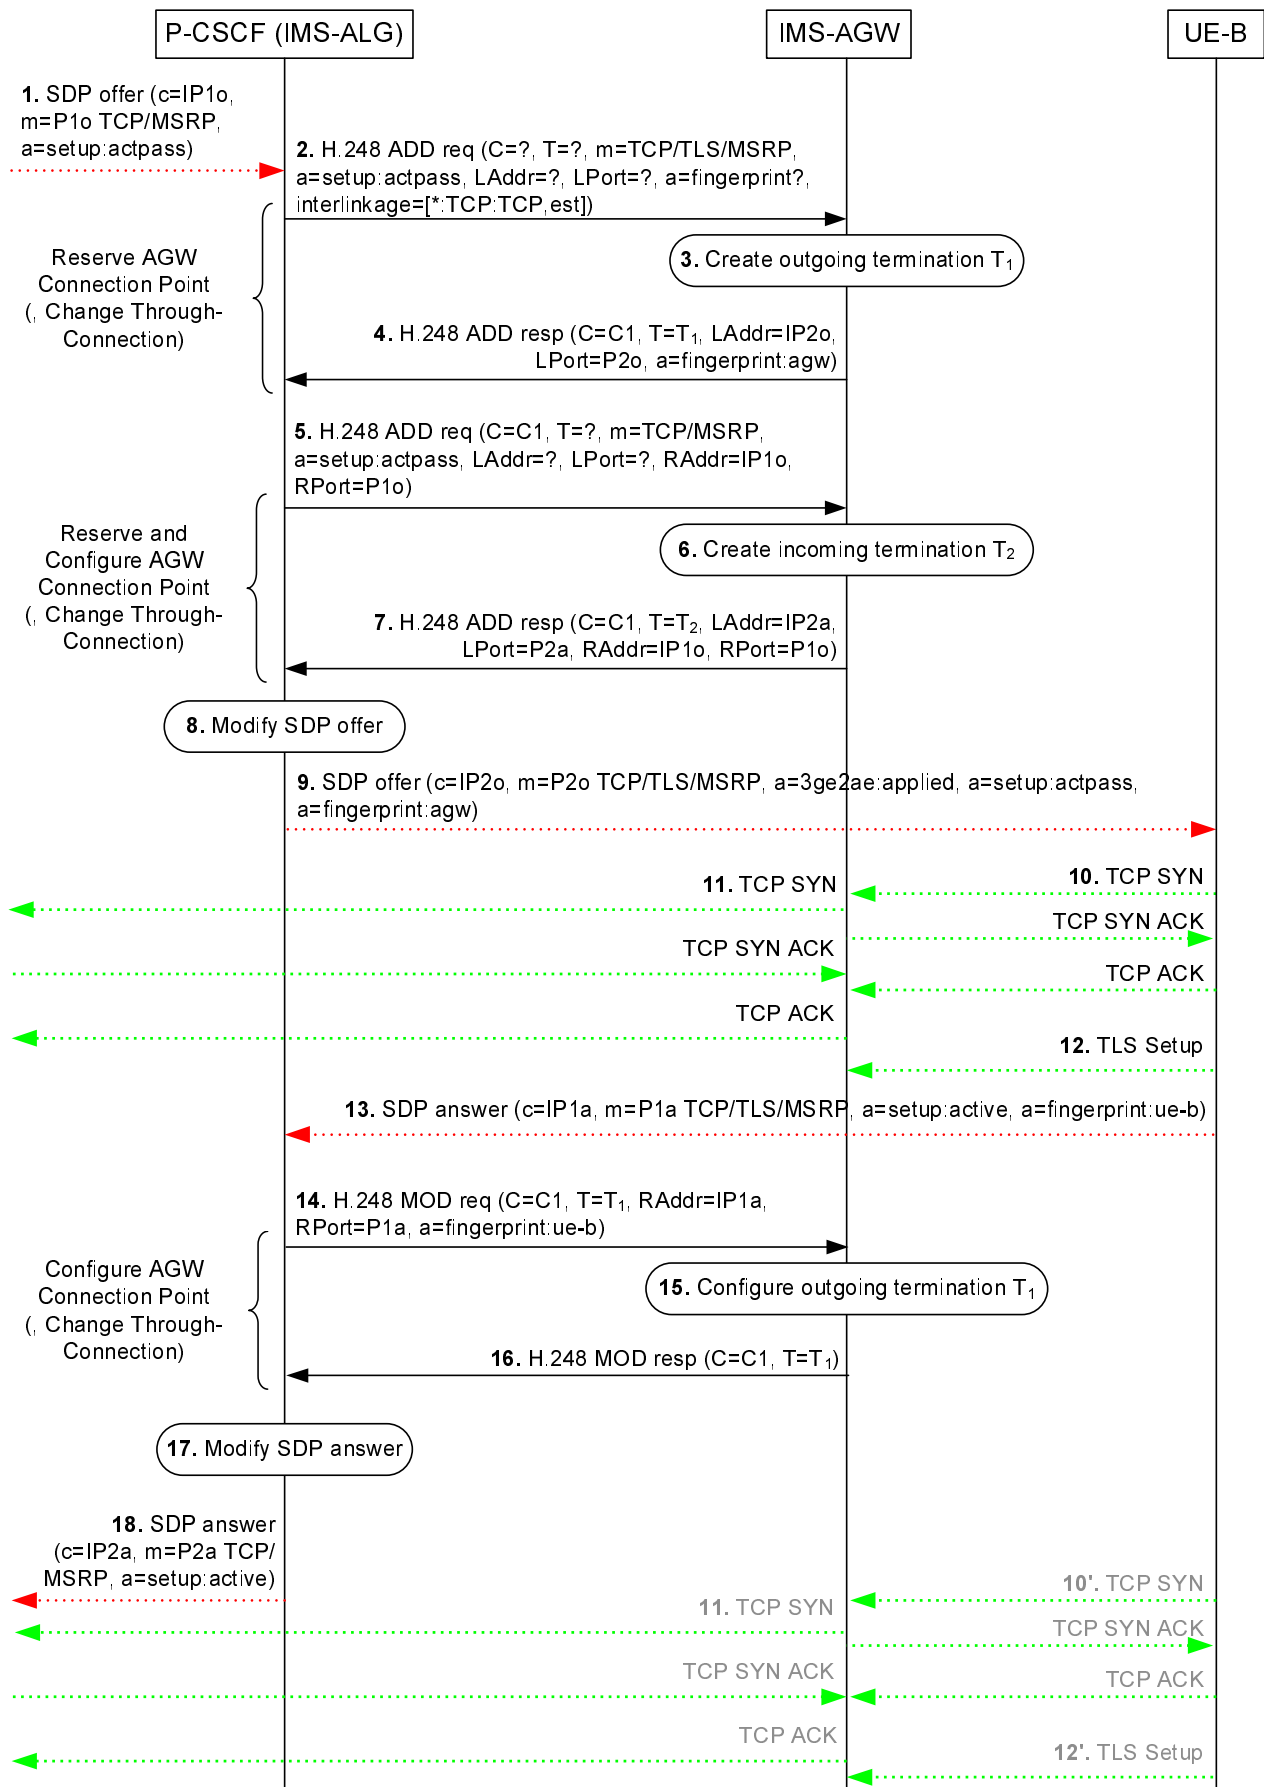 P-CSCF (IMS-ALG)
IMS-AGW
UE-B
1. SDP offer (c=IP1o,
m=P1o TCP/MSRP,
a=setup:actpass)
2. H.248 ADD req (C=?, T=?, m=TCP/TLS/MSRP,
a=setup:actpass, LAddr=?, LPort=?, a=fingerprint?,
interlinkage=[*:TCP:TCP,est])
Reserve AGW
Connection Point
(, Change Through-
Connection)
3. Create outgoing termination T1
4. H.248 ADD resp (C=C1, T=T1, LAddr=IP2o,
LPort=P2o, a=fingerprint:agw)
5. H.248 ADD req (C=C1, T=?, m=TCP/MSRP,
a=setup:actpass, LAddr=?, LPort=?, RAddr=IP1o,
RPort=P1o)
Reserve and
Configure AGW
Connection Point
(, Change Through-
Connection)
6. Create incoming termination T2
7. H.248 ADD resp (C=C1, T=T2, LAddr=IP2a,
LPort=P2a, RAddr=IP1o, RPort=P1o)
8. Modify SDP offer
9. SDP offer (c=IP2o, m=P2o TCP/TLS/MSRP, a=3ge2ae:applied, a=setup:actpass,
a=fingerprint:agw)
10. TCP SYN
11. TCP SYN
TCP SYN ACK
TCP SYN ACK
TCP ACK
TCP ACK
12. TLS Setup
13. SDP answer (c=IP1a, m=P1a TCP/TLS/MSRP, a=setup:active, a=fingerprint:ue-b)
14. H.248 MOD req (C=C1, T=T1, RAddr=IP1a,
RPort=P1a, a=fingerprint:ue-b)
Configure AGW
Connection Point
(, Change Through-
Connection)
15. Configure outgoing termination T1
16. H.248 MOD resp (C=C1, T=T1)
17. Modify SDP answer
18. SDP answer
(c=IP2a, m=P2a TCP/
MSRP, a=setup:active)
10'. TCP SYN
11. TCP SYN
TCP SYN ACK
TCP SYN ACK
TCP ACK
TCP ACK
12'. TLS Setup